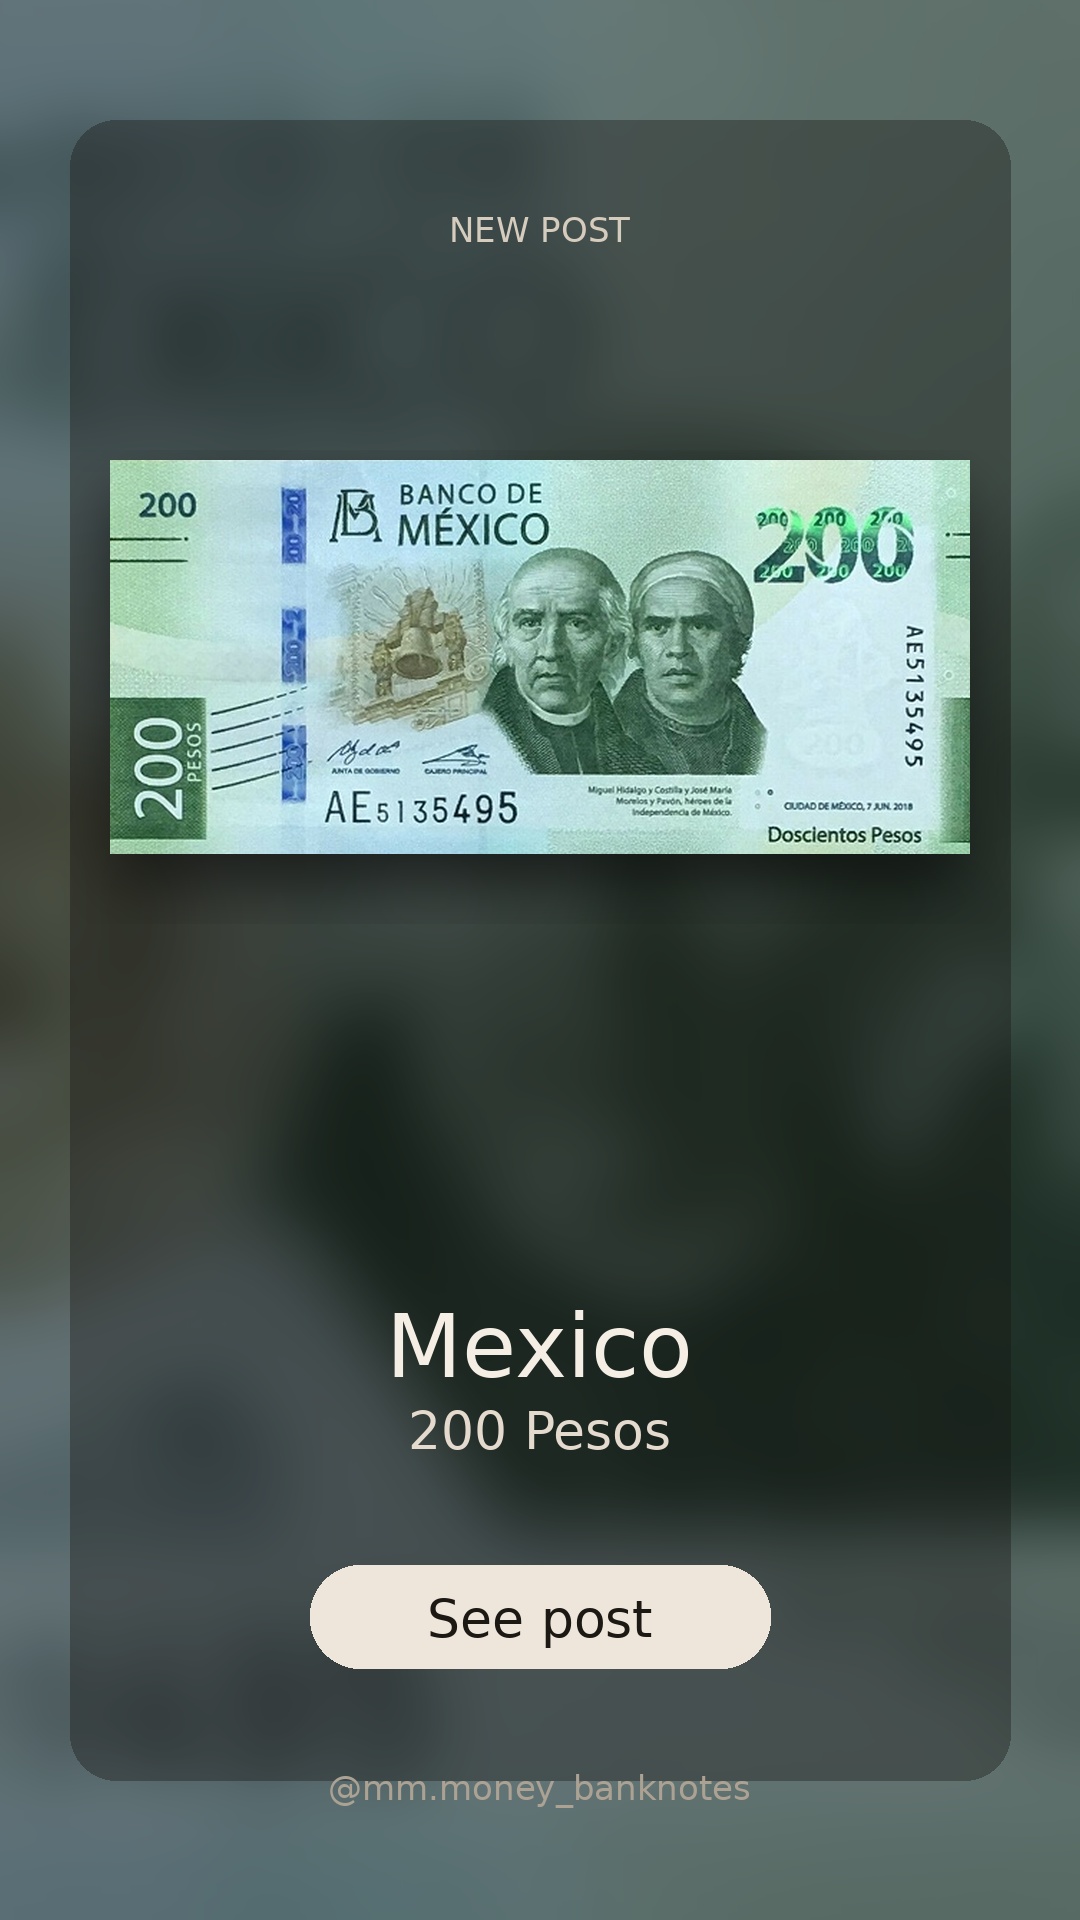 NEW POST
200
BANCO DE
MÉXICO
200
200 200 200
200 200 200
AE5135495
200
PESOS
JUNTA DE GOBIERNO
CAJERO PRINCIPAL
AE5135495
Miguel Hidalgo y Costilla y José María
Morelos y Pavón, héroes de la
Independencia de México.
CIUDAD DE MÉXICO, 7 JUN. 2018
Doscientos Pesos
Mexico
200 Pesos
See post
@mm.money_banknotes